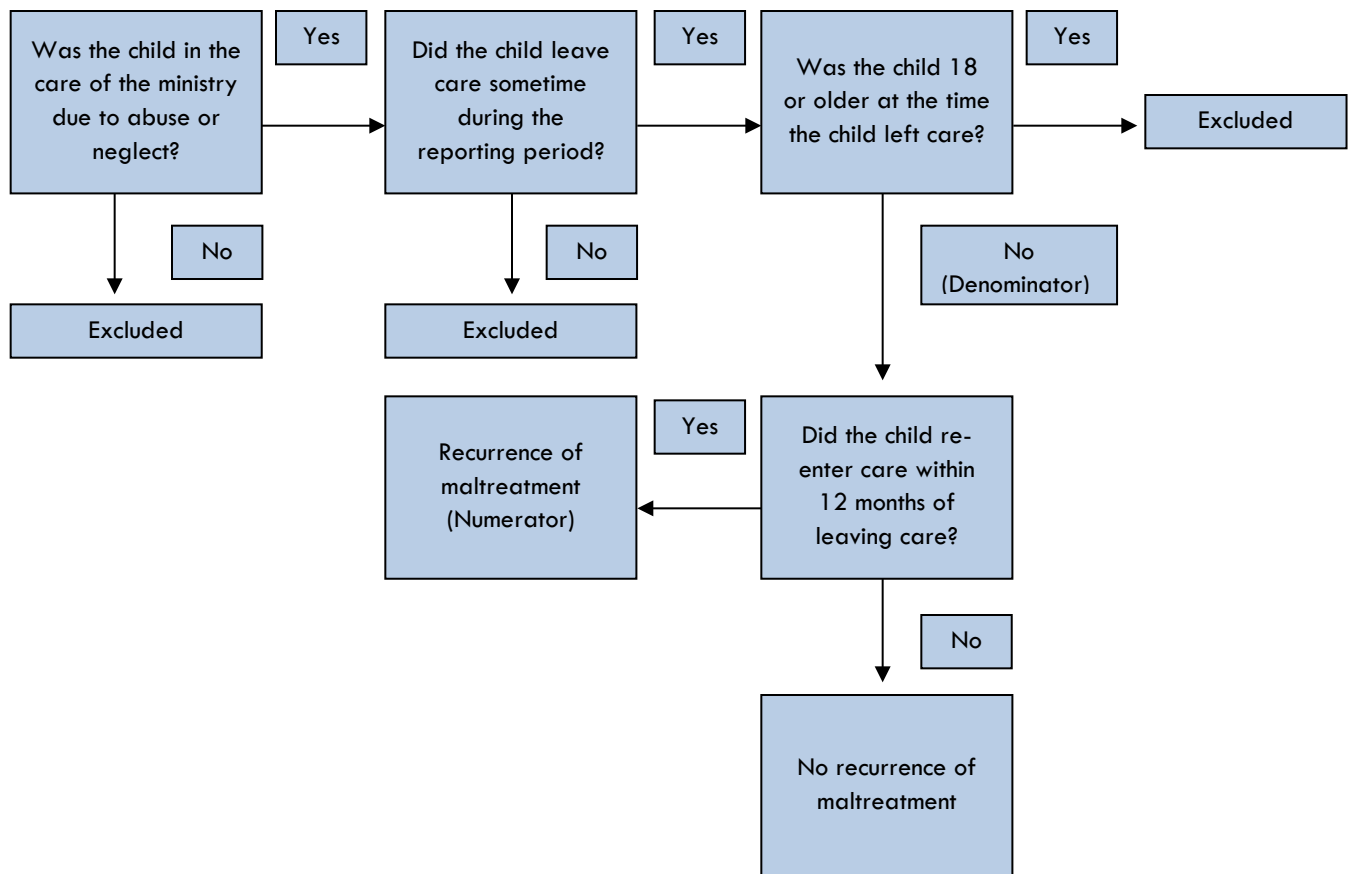 Was the child in the
care of the ministry
due to abuse or
neglect?
Yes
Did the child leave
care sometime
during the
reporting period?
Yes
Was the child 18
or older at the time
the child left care?
Yes
Excluded
No
Excluded
No
Excluded
No
(Denominator)
Recurrence of
maltreatment
(Numerator)
Yes
Did the child re-
enter care within
12 months of
leaving care?
No
No recurrence of
maltreatment